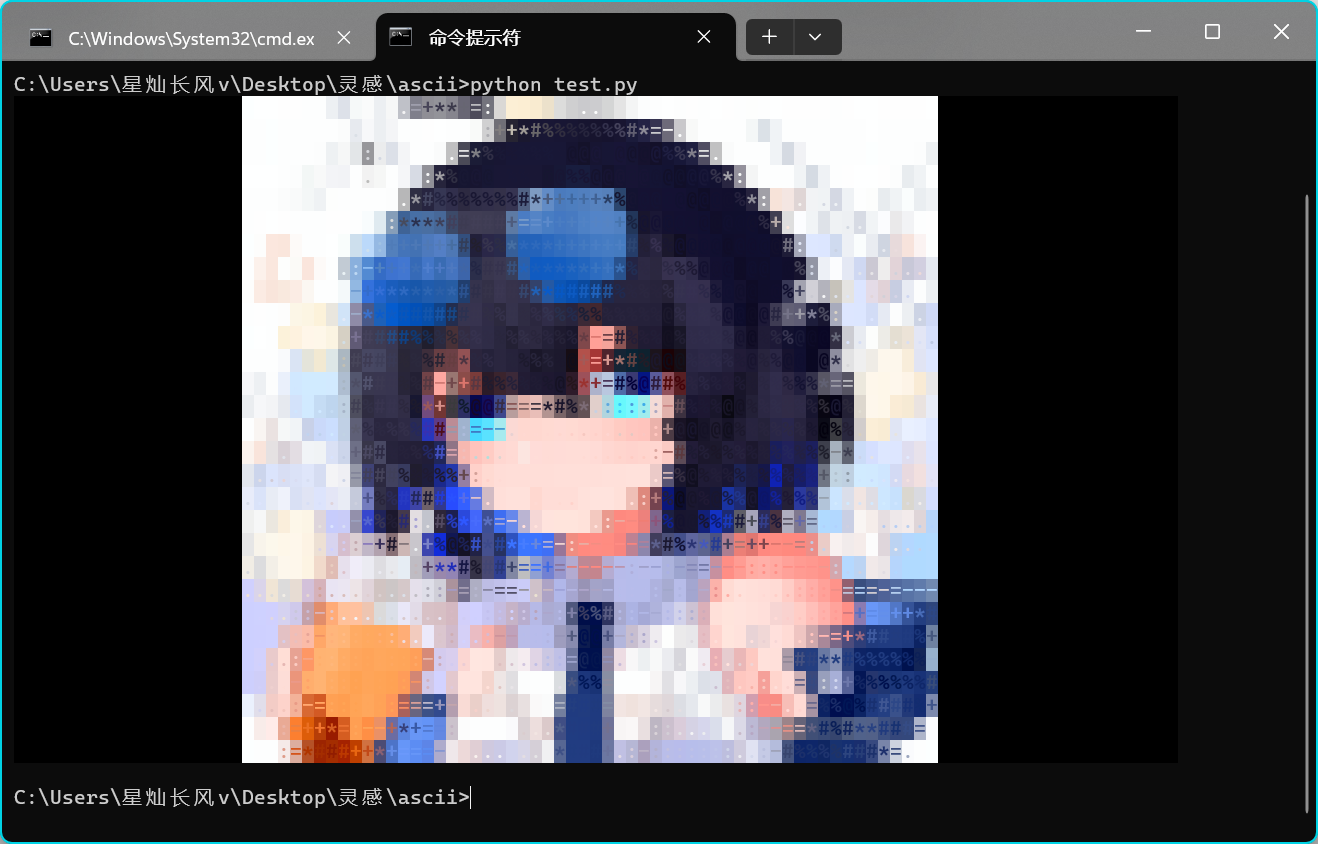 C:\Windows\System32\cmd.ex
命令提示符
C:\Users\星灿长风v\Desktop\灵感\ascii>python test.py
C:\Users\星灿长风v\Desktop\灵感\ascii>